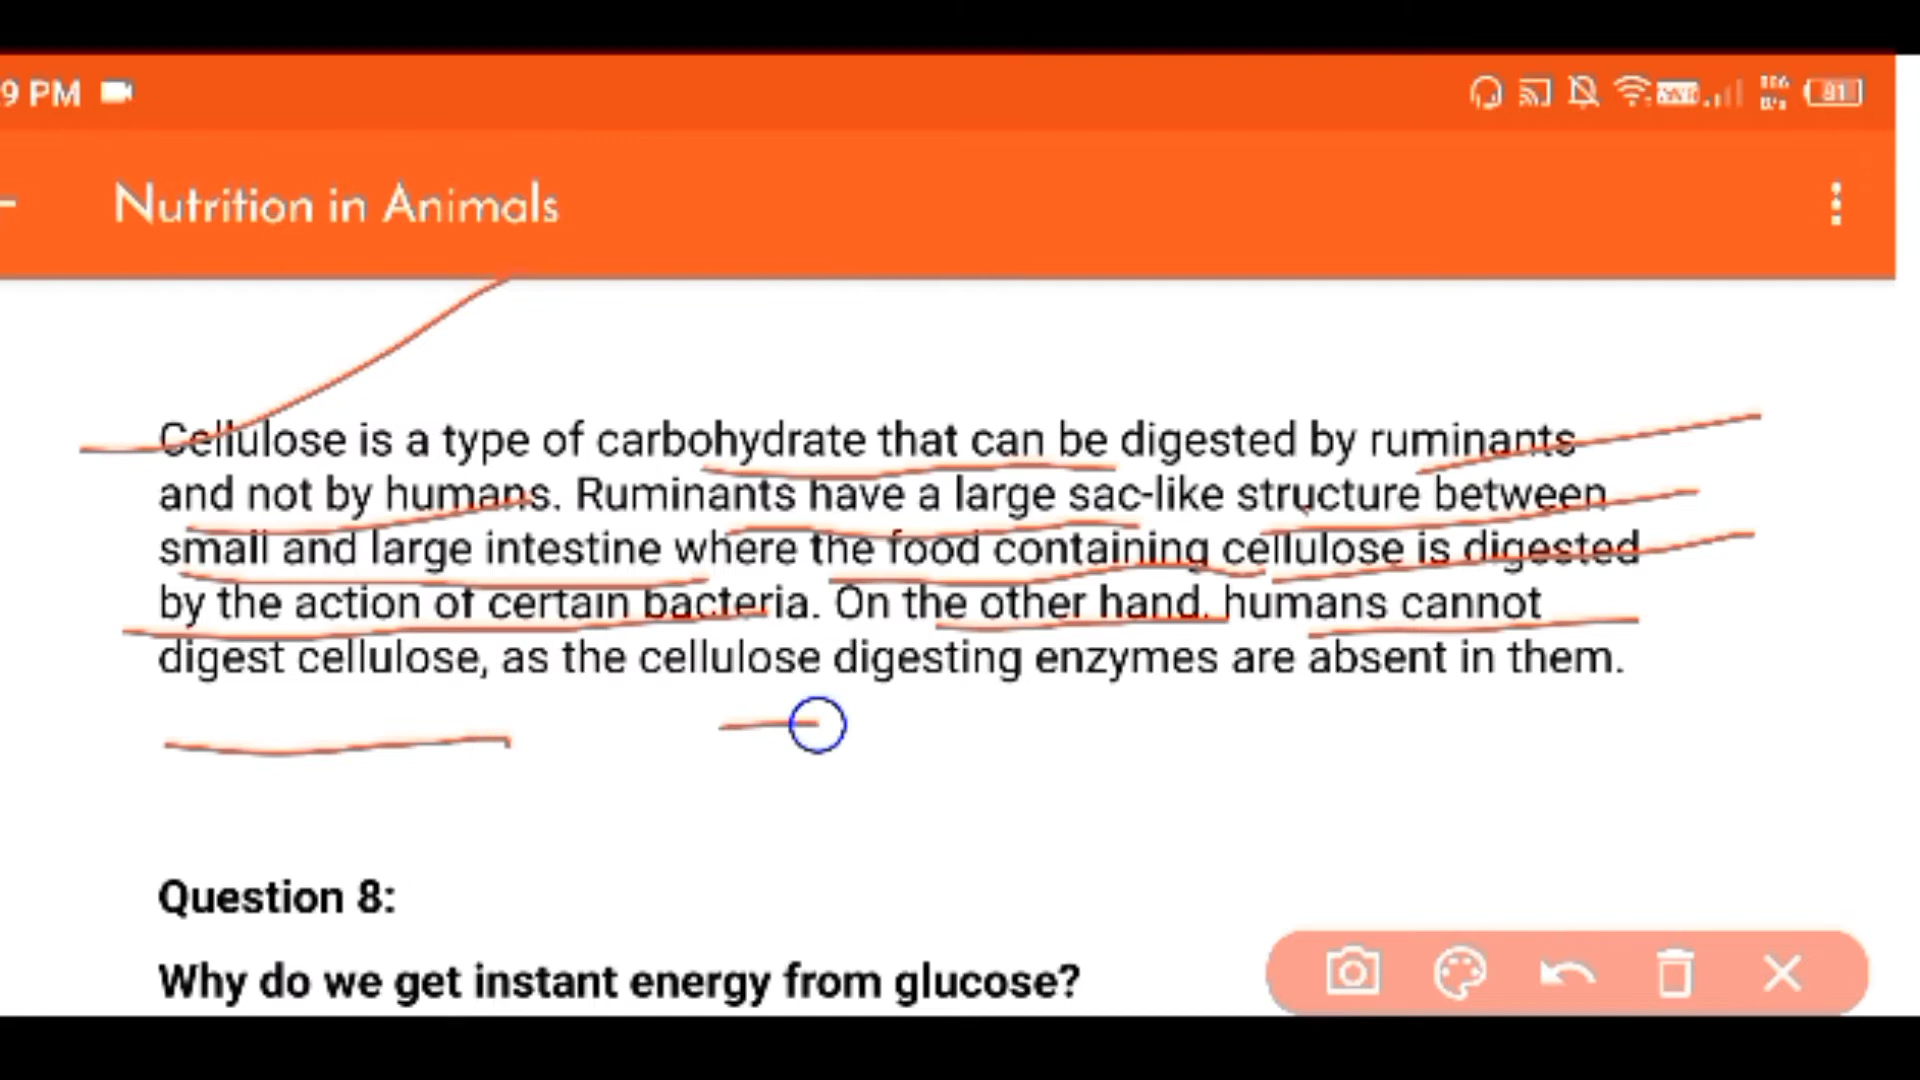 9 PM
81
Nutrition in Animals
Cellulose is a type of carbohydrate that can be digested by ruminants
and not by humans. Ruminants have a large sac-like structure between
small and large intestine where the food containing cellulose is digested
by the action of certain bacteria. On the other hand, humans cannot
digest cellulose, as the cellulose digesting enzymes are absent in them.
Question 8:
Why do we get instant energy from glucose?